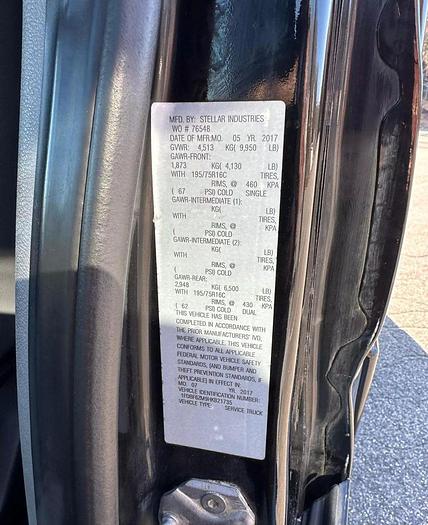 MFD. BY: STELLAR INDUSTRIES
WO # 76548
DATE OF MFR:MO. 05 YR. 2017
GVWR: 4,513 KG( 9,950 LB)
GAWR-FRONT:
1,873 KG( 4,130 LB)
WITH 195/75R16C TIRES,
RIMS, @ 460 KPA
( 67 PSI) COLD SINGLE
GAWR-INTERMEDIATE (1):
KG( LB)
WITH TIRES,
RIMS, @ KPA
( PSI) COLD
GAWR-INTERMEDIATE (2):
KG( LB)
WITH TIRES,
RIMS, @ KPA
( PSI) COLD
GAWR-REAR:
2,948 KG( 6,500 LB)
WITH 195/75R16C TIRES,
RIMS, @ 430 KPA
( 62 PSI) COLD DUAL
THIS VEHICLE HAS BEEN
COMPLETED IN ACCORDANCE WITH
THE PRIOR MANUFACTURERS' IVD,
WHERE APPLICABLE. THIS VEHICLE
CONFORMS TO ALL APPLICABLE
FEDERAL MOTOR VEHICLE SAFETY
STANDARDS, (AND BUMPER AND
THEFT PREVENTION STANDARDS, IF
APPLICABLE) IN EFFECT IN:
MO. 07 YR. 2017
VEHICLE IDENTIFICATION NUMBER:
VEHICLE TYPE: SERVICE TRUCK